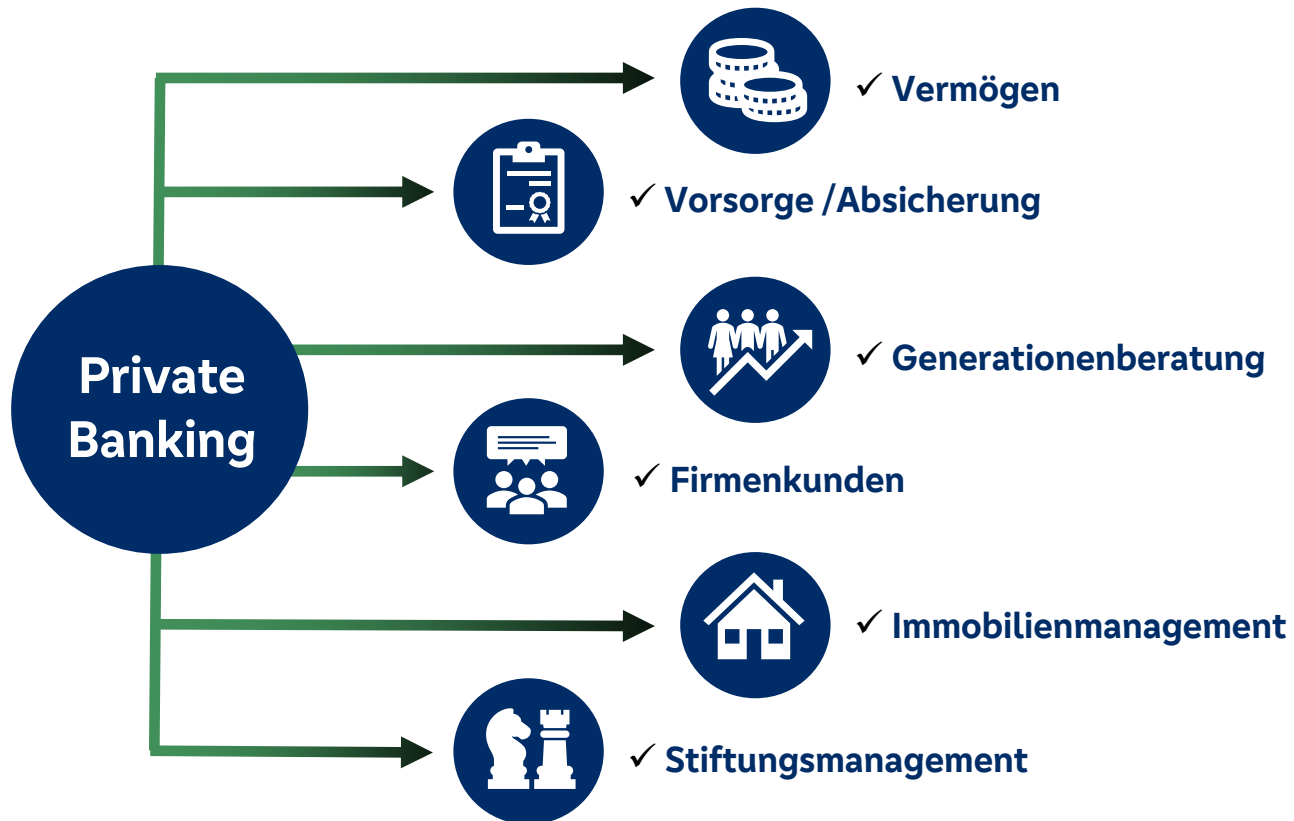 ✓ Vermögen
✓ Vorsorge /Absicherung
Private
Banking
✓ Generationenberatung
✓ Firmenkunden
✓ Immobilienmanagement
✓ Stiftungsmanagement